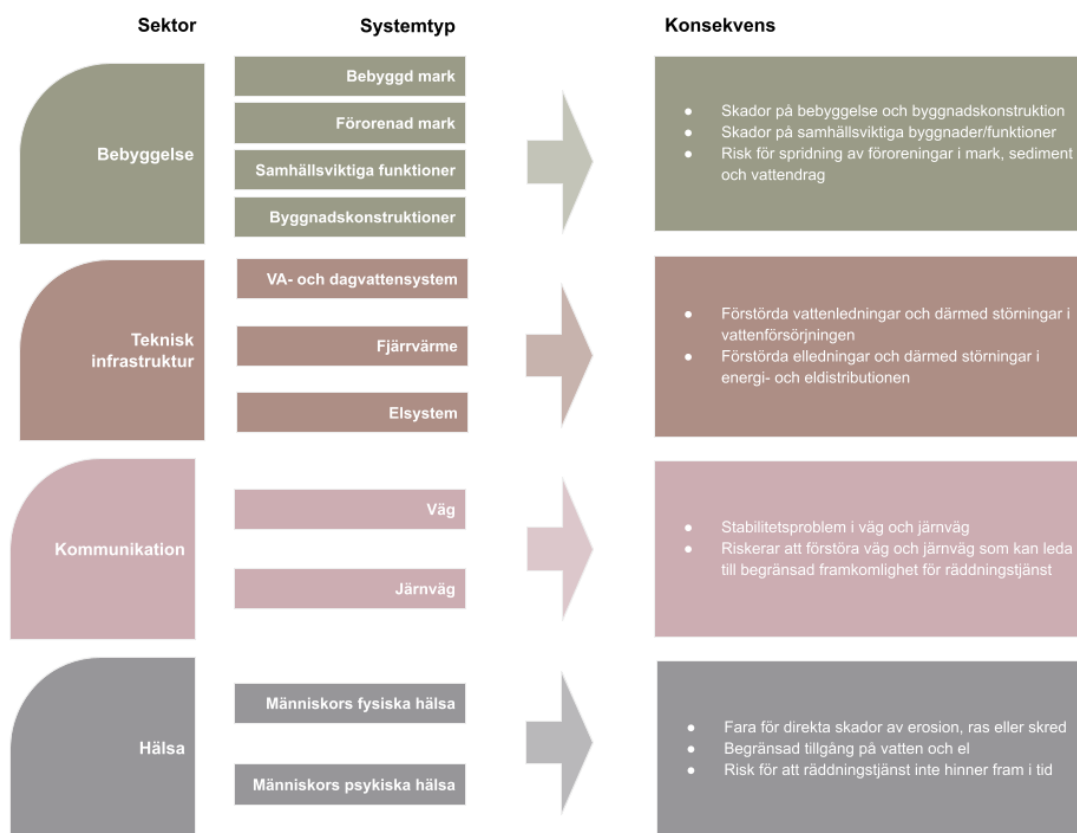 Sektor
Systemtyp
Konsekvens
Bebyggelse
Bebyggd mark
Förorenad mark
Samhällsviktiga funktioner
Byggnadskonstruktioner
● Skador på bebyggelse och byggnadskonstruktion
● Skador på samhällsviktiga byggnader/funktioner
● Risk för spridning av föroreningar i mark, sediment
och vattendrag
Teknisk
infrastruktur
VA- och dagvattensystem
Fjärrvärme
Elsystem
● Förstörda vattenledningar och därmed störningar i
vattenförsörjningen
● Förstörda elledningar och därmed störningar i
energi- och eldistributionen
Kommunikation
Väg
Järnväg
● Stabilitetsproblem i väg och järnväg
● Riskerar att förstöra väg och järnväg som kan leda
till begränsad framkomlighet för räddningstjänst
Hälsa
Människors fysiska hälsa
Människors psykiska hälsa
● Fara för direkta skador av erosion, ras eller skred
● Begränsad tillgång på vatten och el
● Risk för att räddningstjänst inte hinner fram i tid